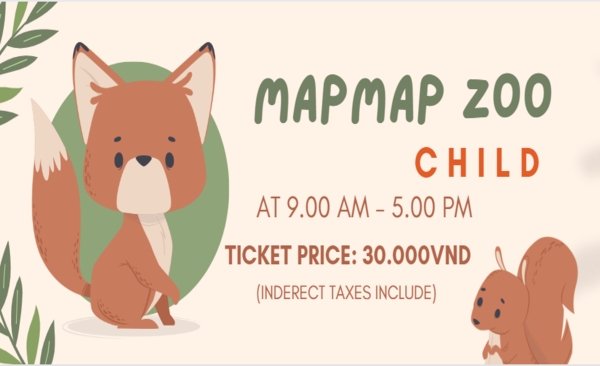 MAPMAP ZOO
CHILD
AT 9.00 AM - 5.00 PM
TICKET PRICE: 30.000VND
(INDERECT TAXES INCLUDE)